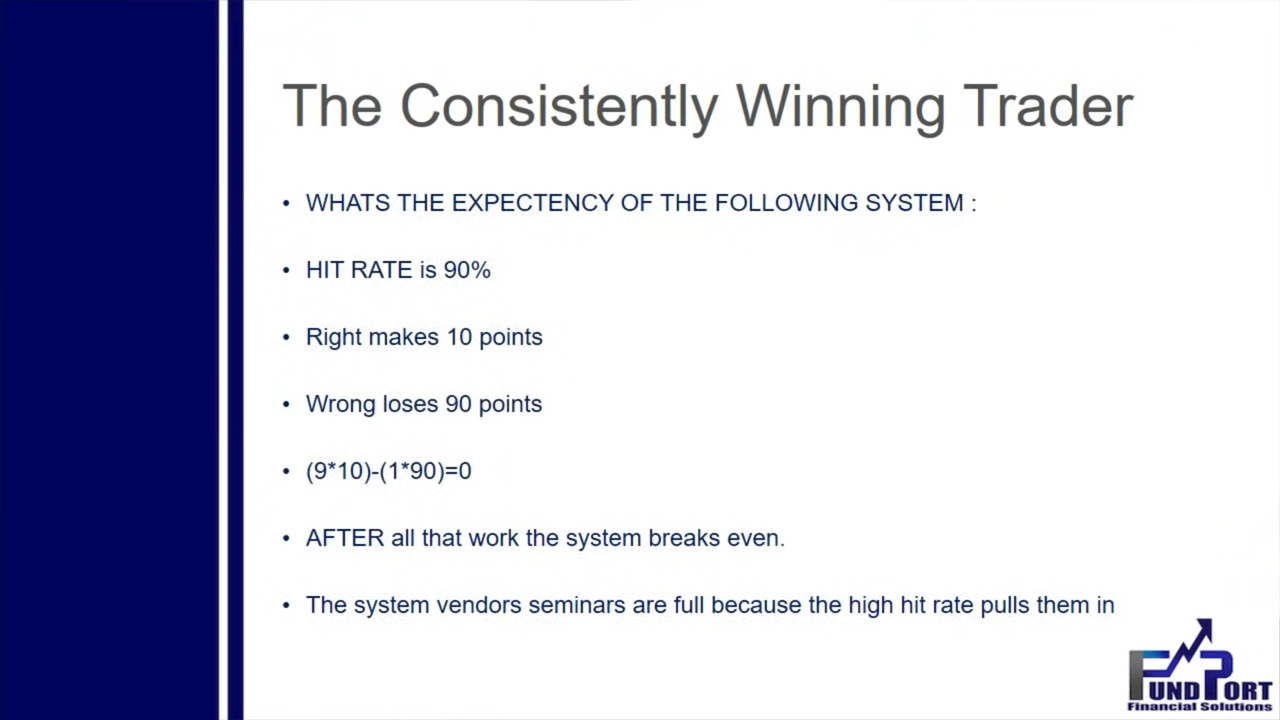 The Consistently Winning Trader
• WHATS THE EXPECTENCY OF THE FOLLOWING SYSTEM :
• HIT RATE is 90%
• Right makes 10 points
• Wrong loses 90 points
• (9*10)-(1*90)=0
• AFTER all that work the system breaks even.
• The system vendors seminars are full because the high hit rate pulls them in
FUNDPORT
Financial Solutions